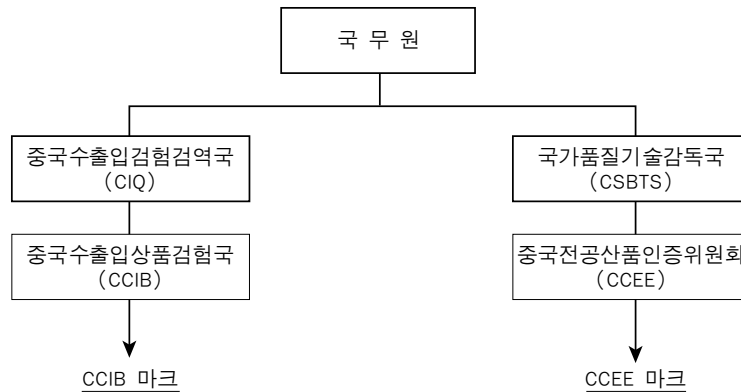 국 무 원
중국수출입검험검역국
(CIQ)
국가품질기술감독국
(CSBTS)
중국수출입상품검험국
(CCIB)
중국전공산품인증위원회
(CCEE)
CCIB 마크
CCEE 마크